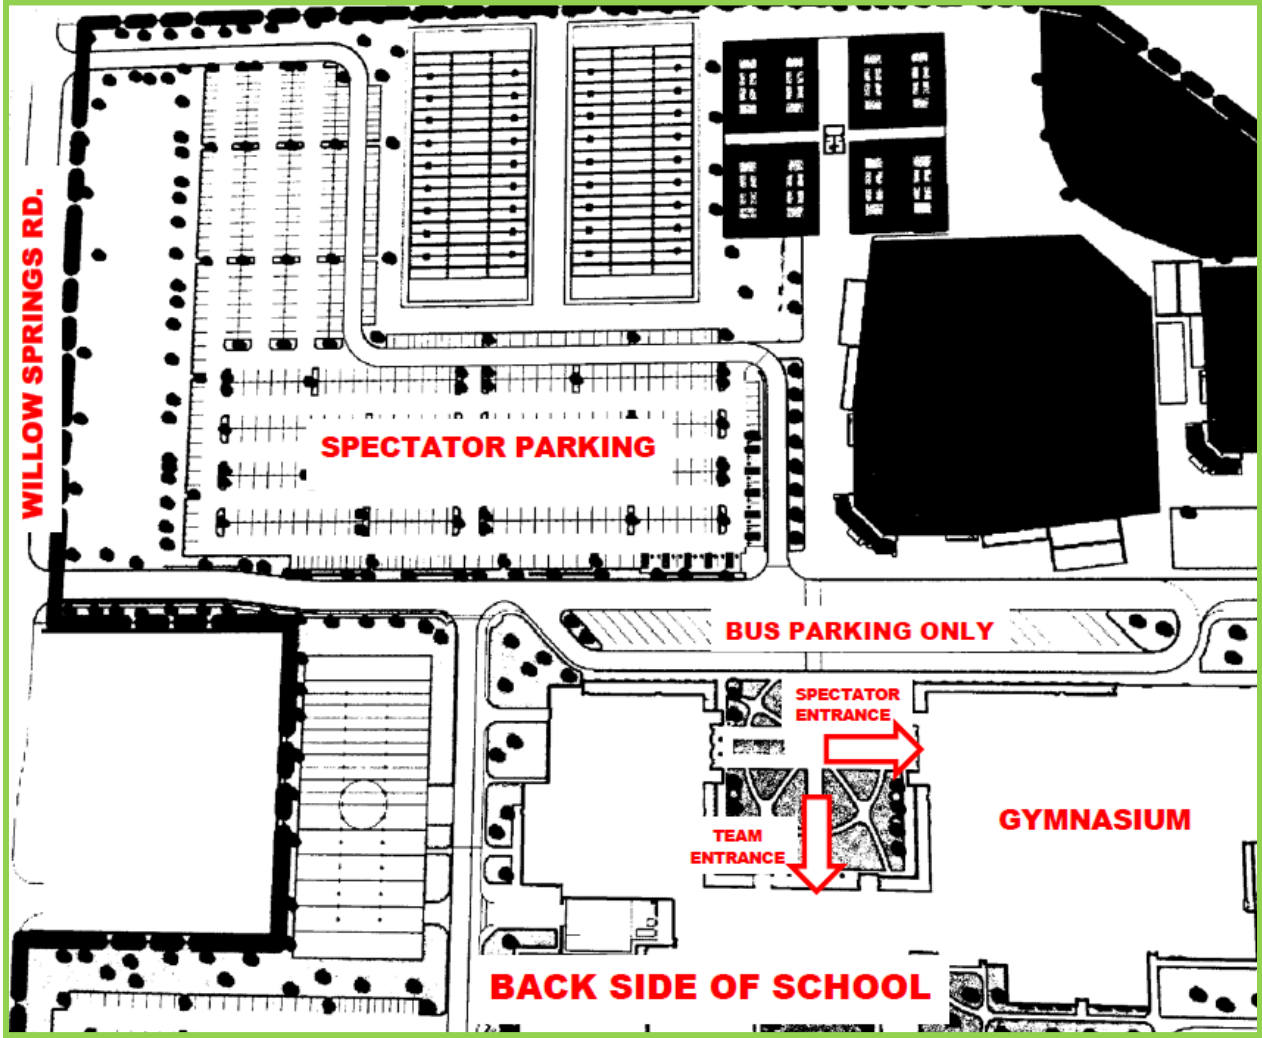 WILLOW SPRINGS RD.
SPECTATOR PARKING
BUS PARKING ONLY
SPECTATOR
ENTRANCE
GYMNASIUM
TEAM
ENTRANCE
BACK SIDE OF SCHOOL